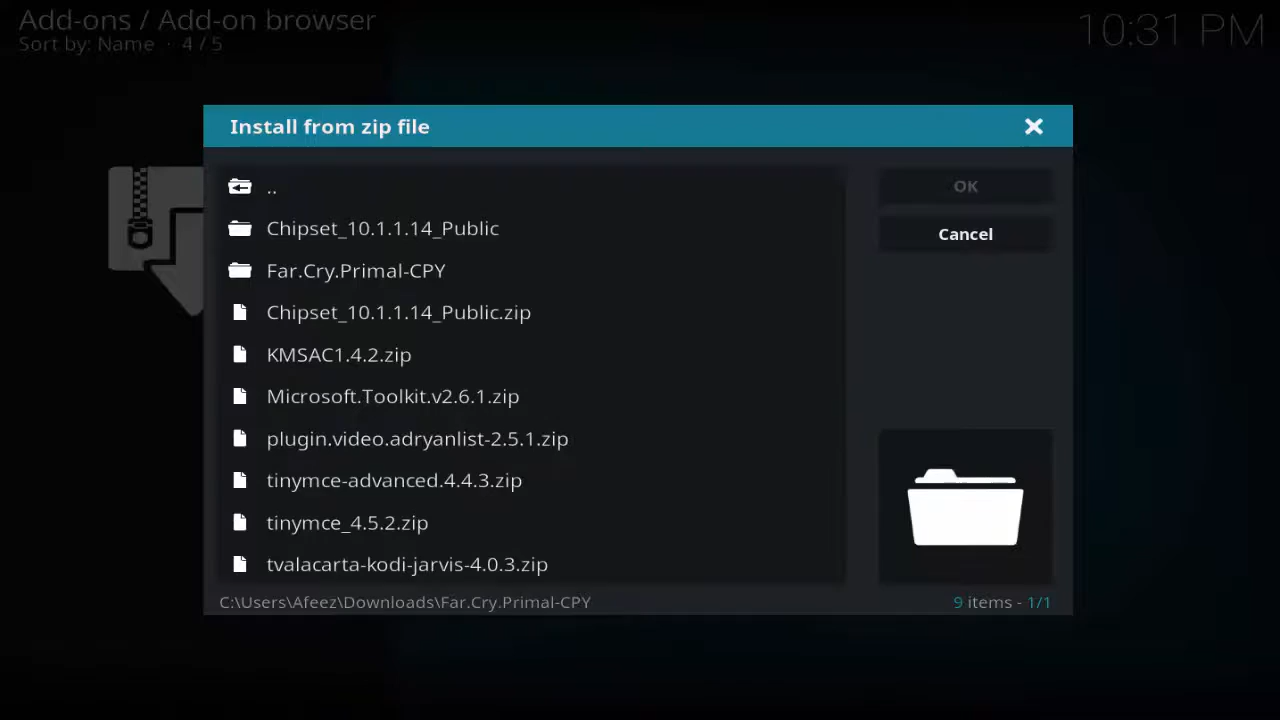 Add-ons / Add-on browser
Sort by: Name · 4 / 5
10:31 PM
Install from zip file
..
OK
Chipset_10.1.1.14_Public
Cancel
Far.Cry.Primal-CPY
Chipset_10.1.1.14_Public.zip
KMSAC1.4.2.zip
Microsoft.Toolkit.v2.6.1.zip
plugin.video.adryanlist-2.5.1.zip
tinymce-advanced.4.4.3.zip
tinymce_4.5.2.zip
tvalacarta-kodi-jarvis-4.0.3.zip
C:\Users\Afeez\Downloads\Far.Cry.Primal-CPY
9 items - 1/1